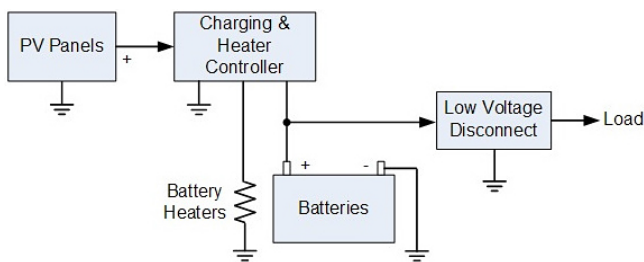 PV Panels
+
Charging &
Heater
Controller
Low Voltage
Disconnect
Load
+
-
Battery
Heaters
Batteries